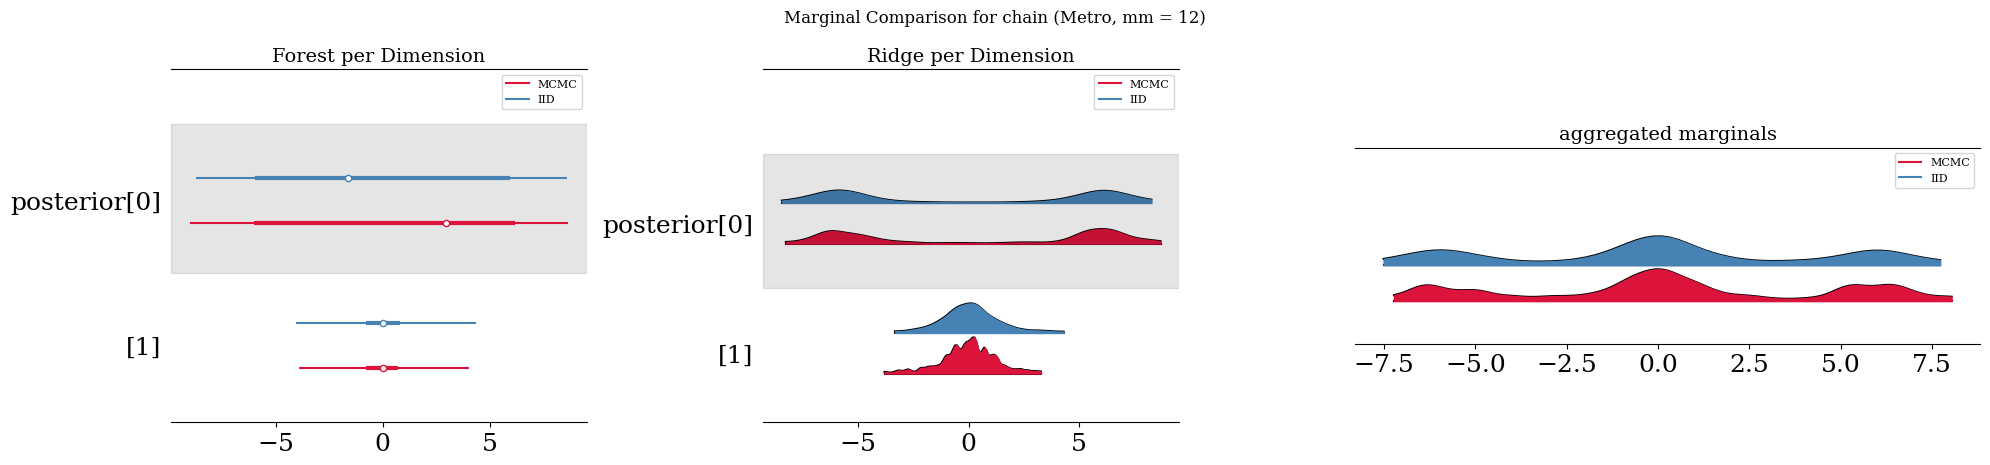 Marginal Comparison for chain (Metro, mm = 12)
Forest per Dimension
MCMC
IID
posterior[0]
[1]
−5 0 5
Ridge per Dimension
MCMC
IID
posterior[0]
[1]
−5 0 5
aggregated marginals
MCMC
IID
−7.5 −5.0 −2.5 0.0 2.5 5.0 7.5